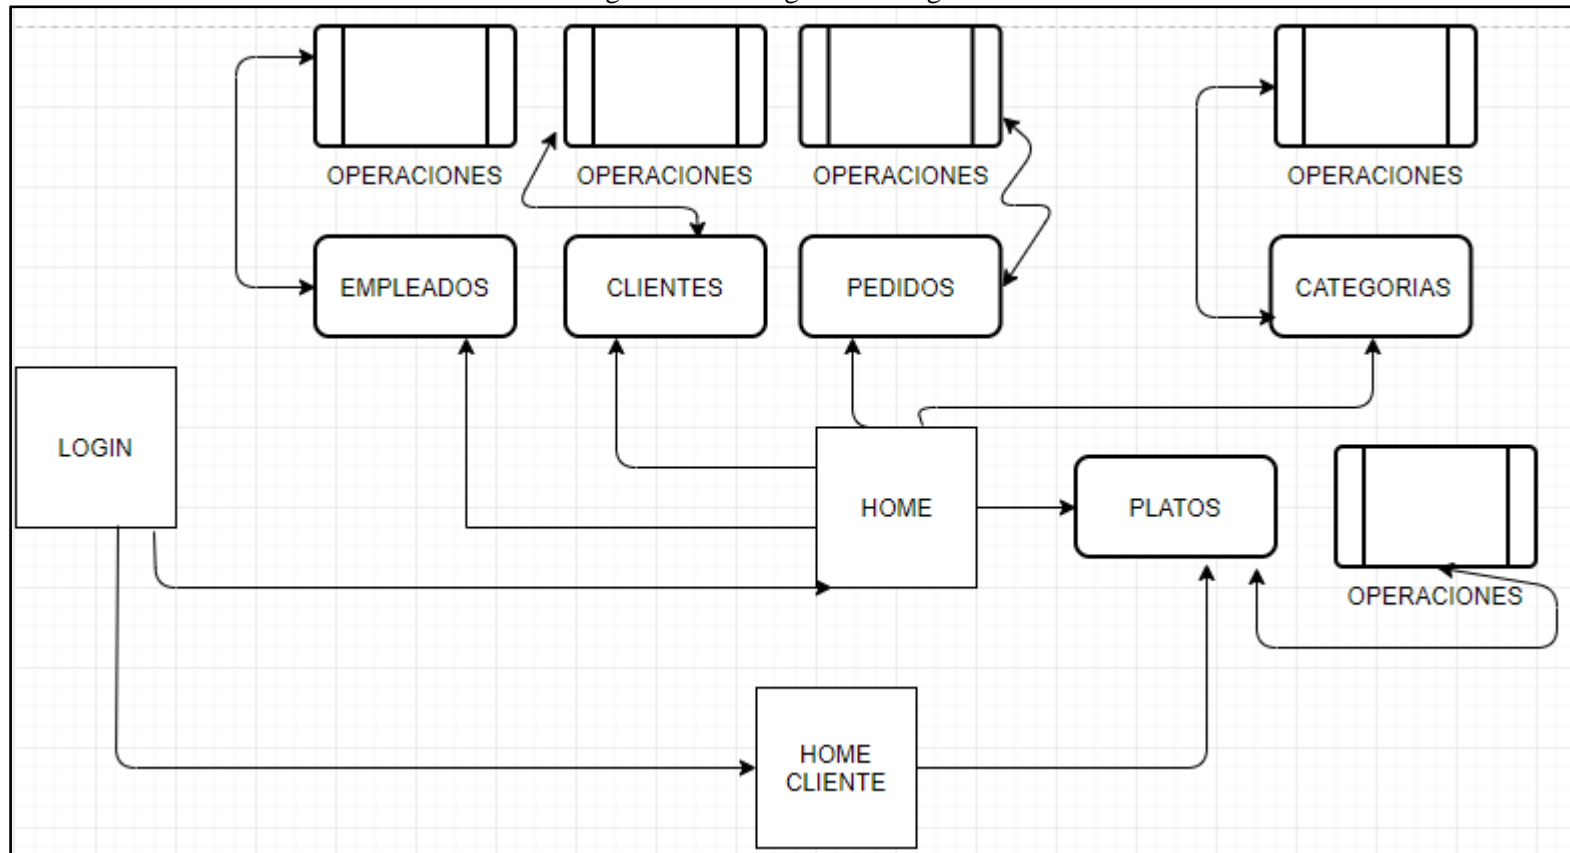 OPERACIONES
OPERACIONES
OPERACIONES
OPERACIONES
EMPLEADOS
CLIENTES
PEDIDOS
CATEGORIAS
LOGIN
HOME
PLATOS
OPERACIONES
HOME
CLIENTE